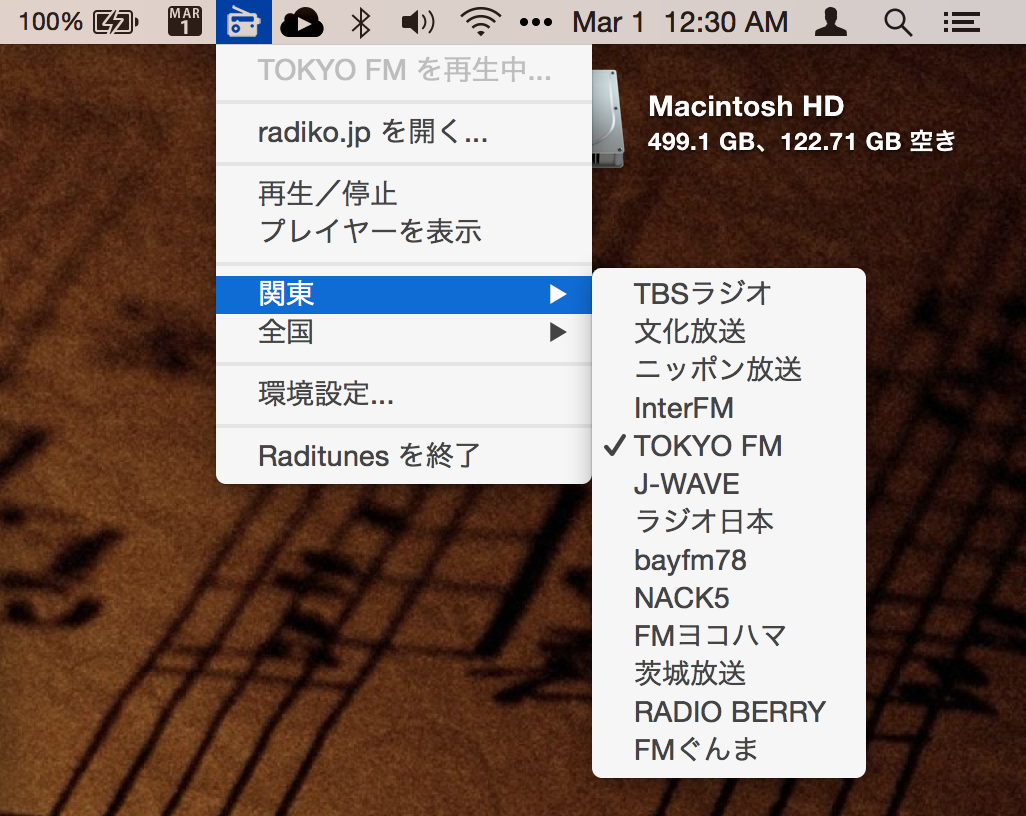 100%
MAR
1
Mar 1 12:30 AM
TOKYO FM を再生中...
radiko.jp を開く...
再生／停止
プレイヤーを表示
関東
全国
環境設定...
Raditunes を終了
Macintosh HD
499.1 GB、122.71 GB 空き
TBSラジオ
文化放送
ニッポン放送
InterFM
TOKYO FM
J-WAVE
ラジオ日本
bayfm78
NACK5
FMヨコハマ
茨城放送
RADIO BERRY
FMぐんま